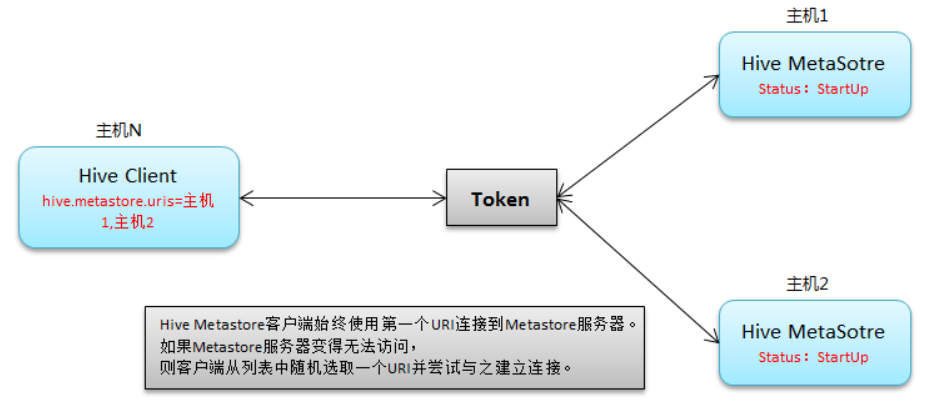 主机1
Hive MetaSotre
Status：StartUp
主机N
Hive Client
hive.metastore.uris=主机
1,主机2
Token
主机2
Hive MetaSotre
Status：StartUp
Hive Metastore客户端始终使用第一个URI连接到Metastore服务器。
如果Metastore服务器变得无法访问，
则客户端从列表中随机选取一个URI并尝试与之建立连接。